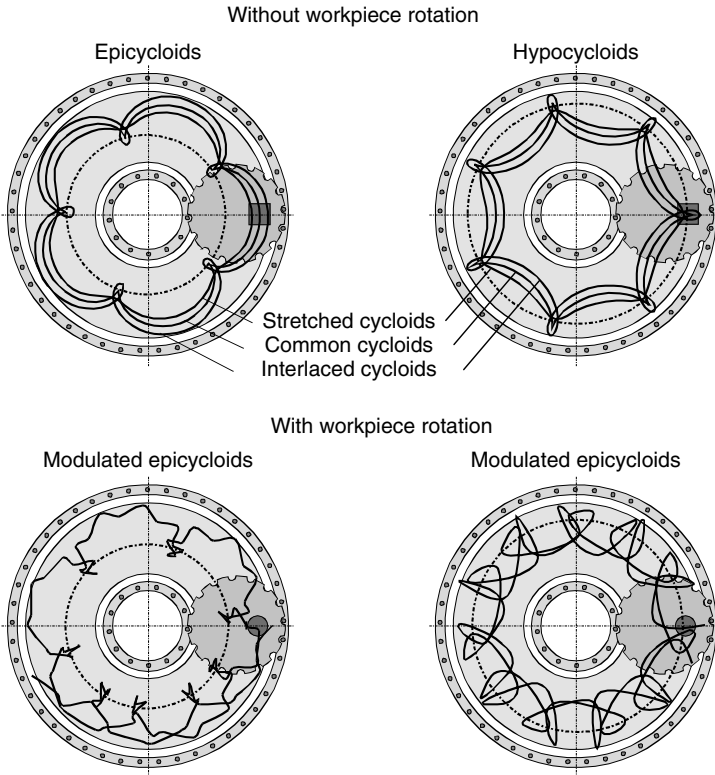 Without workpiece rotation
Epicycloids
Hypocycloids
Stretched cycloids
Common cycloids
Interlaced cycloids
With workpiece rotation
Modulated epicycloids
Modulated epicycloids